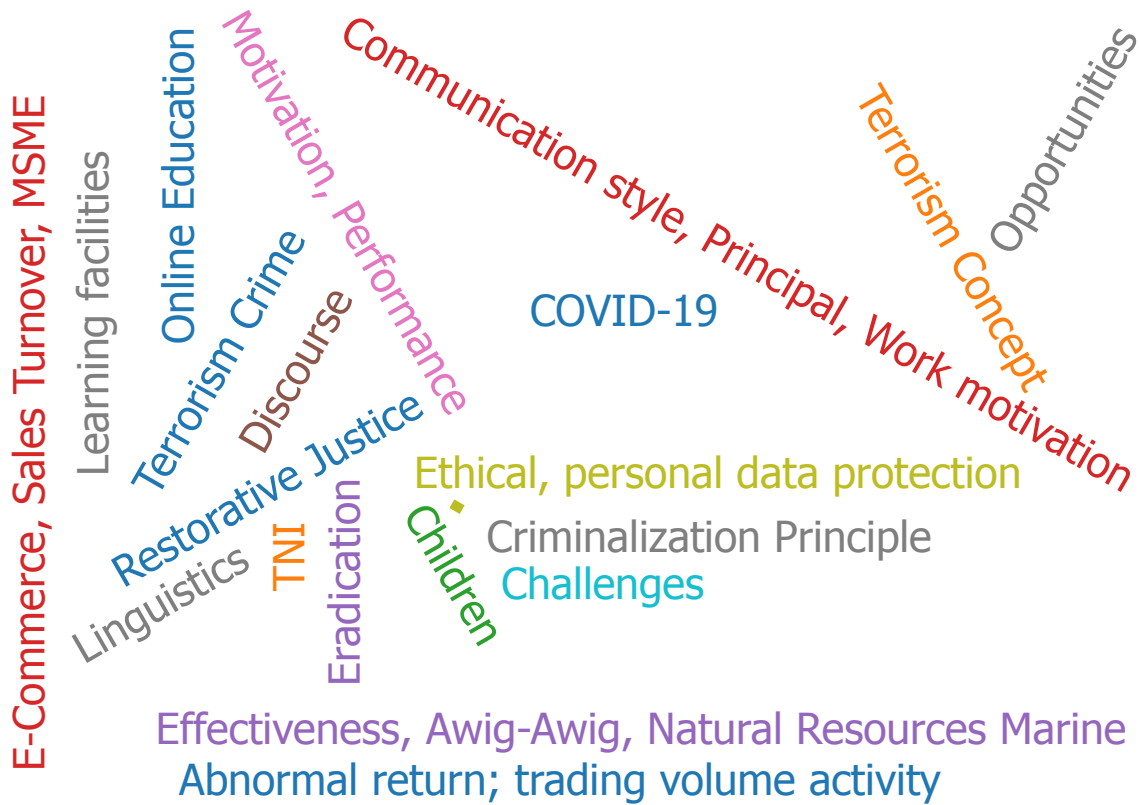 Communication style, Principal, Work motivation
Motivation, Performance
Opportunities
Terrorism Concept
Online Education
E-Commerce, Sales Turnover, MSME
Learning facilities
Terrorism Crime
Discourse
COVID-19
Restorative Justice
Ethical, personal data protection
.
Criminalization Principle
Children
Challenges
TNI
Eradication
Linguistics
Effectiveness, Awig-Awig, Natural Resources Marine
Abnormal return; trading volume activity